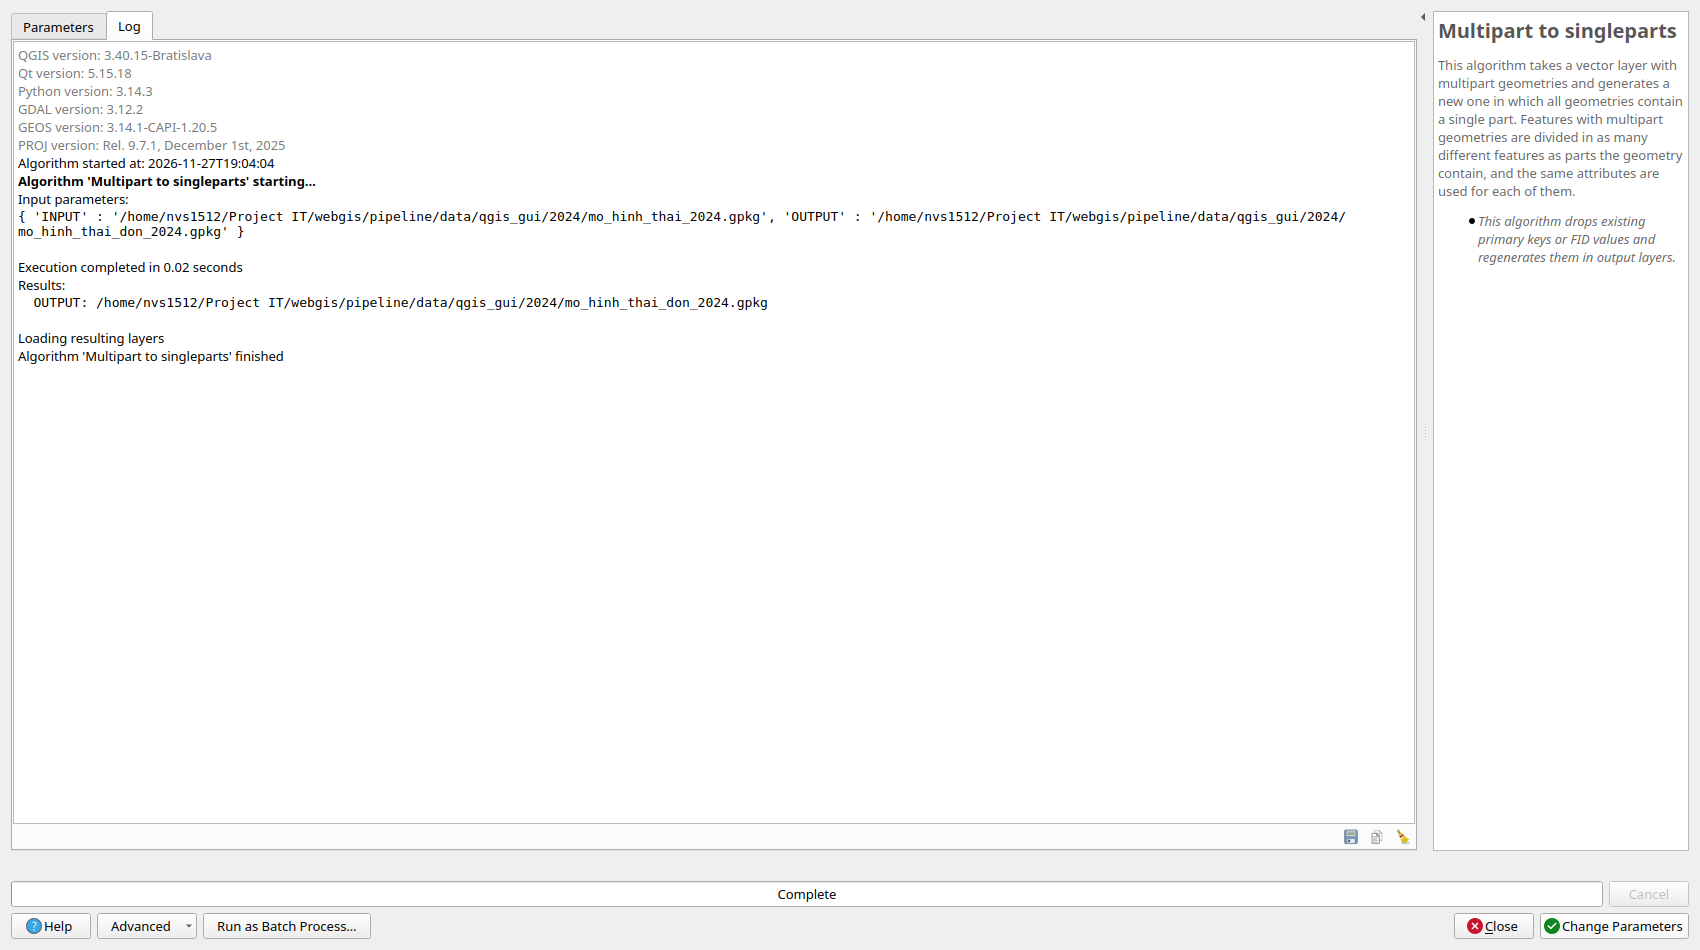 Parameters
Log
QGIS version: 3.40.15-Bratislava
Qt version: 5.15.18
Python version: 3.14.3
GDAL version: 3.12.2
GEOS version: 3.14.1-CAPI-1.20.5
PROJ version: Rel. 9.7.1, December 1st, 2025
Algorithm started at: 2026-11-27T19:04:04
Algorithm 'Multipart to singleparts' starting…
Input parameters:
{ 'INPUT' : '/home/nvs1512/Project IT/webgis/pipeline/data/qgis_gui/2024/mo_hinh_thai_2024.gpkg', 'OUTPUT' : '/home/nvs1512/Project IT/webgis/pipeline/data/qgis_gui/2024/
mo_hinh_thai_don_2024.gpkg' }
Execution completed in 0.02 seconds
Results:
OUTPUT: /home/nvs1512/Project IT/webgis/pipeline/data/qgis_gui/2024/mo_hinh_thai_don_2024.gpkg
Loading resulting layers
Algorithm 'Multipart to singleparts' finished
Multipart to singleparts
This algorithm takes a vector layer with
multipart geometries and generates a
new one in which all geometries contain
a single part. Features with multipart
geometries are divided in as many
different features as parts the geometry
contain, and the same attributes are
used for each of them.
• This algorithm drops existing
primary keys or FID values and
regenerates them in output layers.
Complete
Cancel
Help
Advanced
Run as Batch Process…
Close
Change Parameters